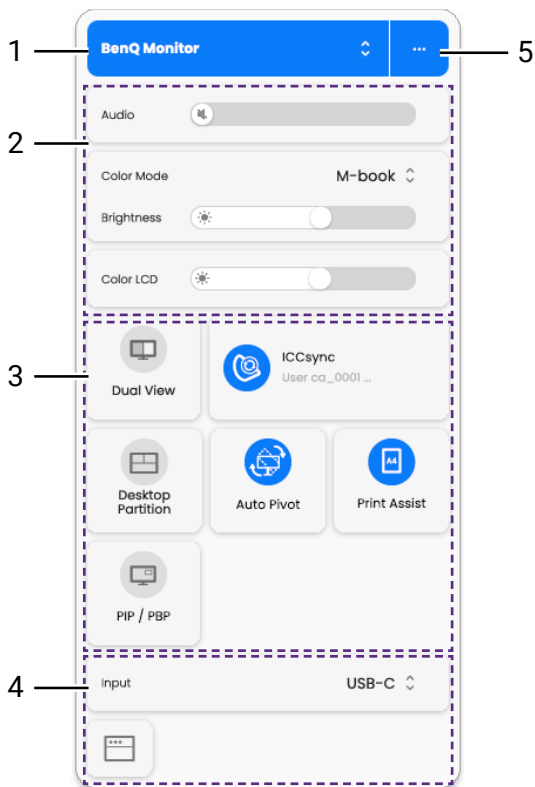 1
BenQ Monitor
...
5
2
Audio
Color Mode
M-book
Brightness
Color LCD
3
Dual View
ICCsync
User ca_0001 ...
Desktop
Partition
Auto Pivot
A4
Print Assist
PIP / PBP
4
Input
USB-C